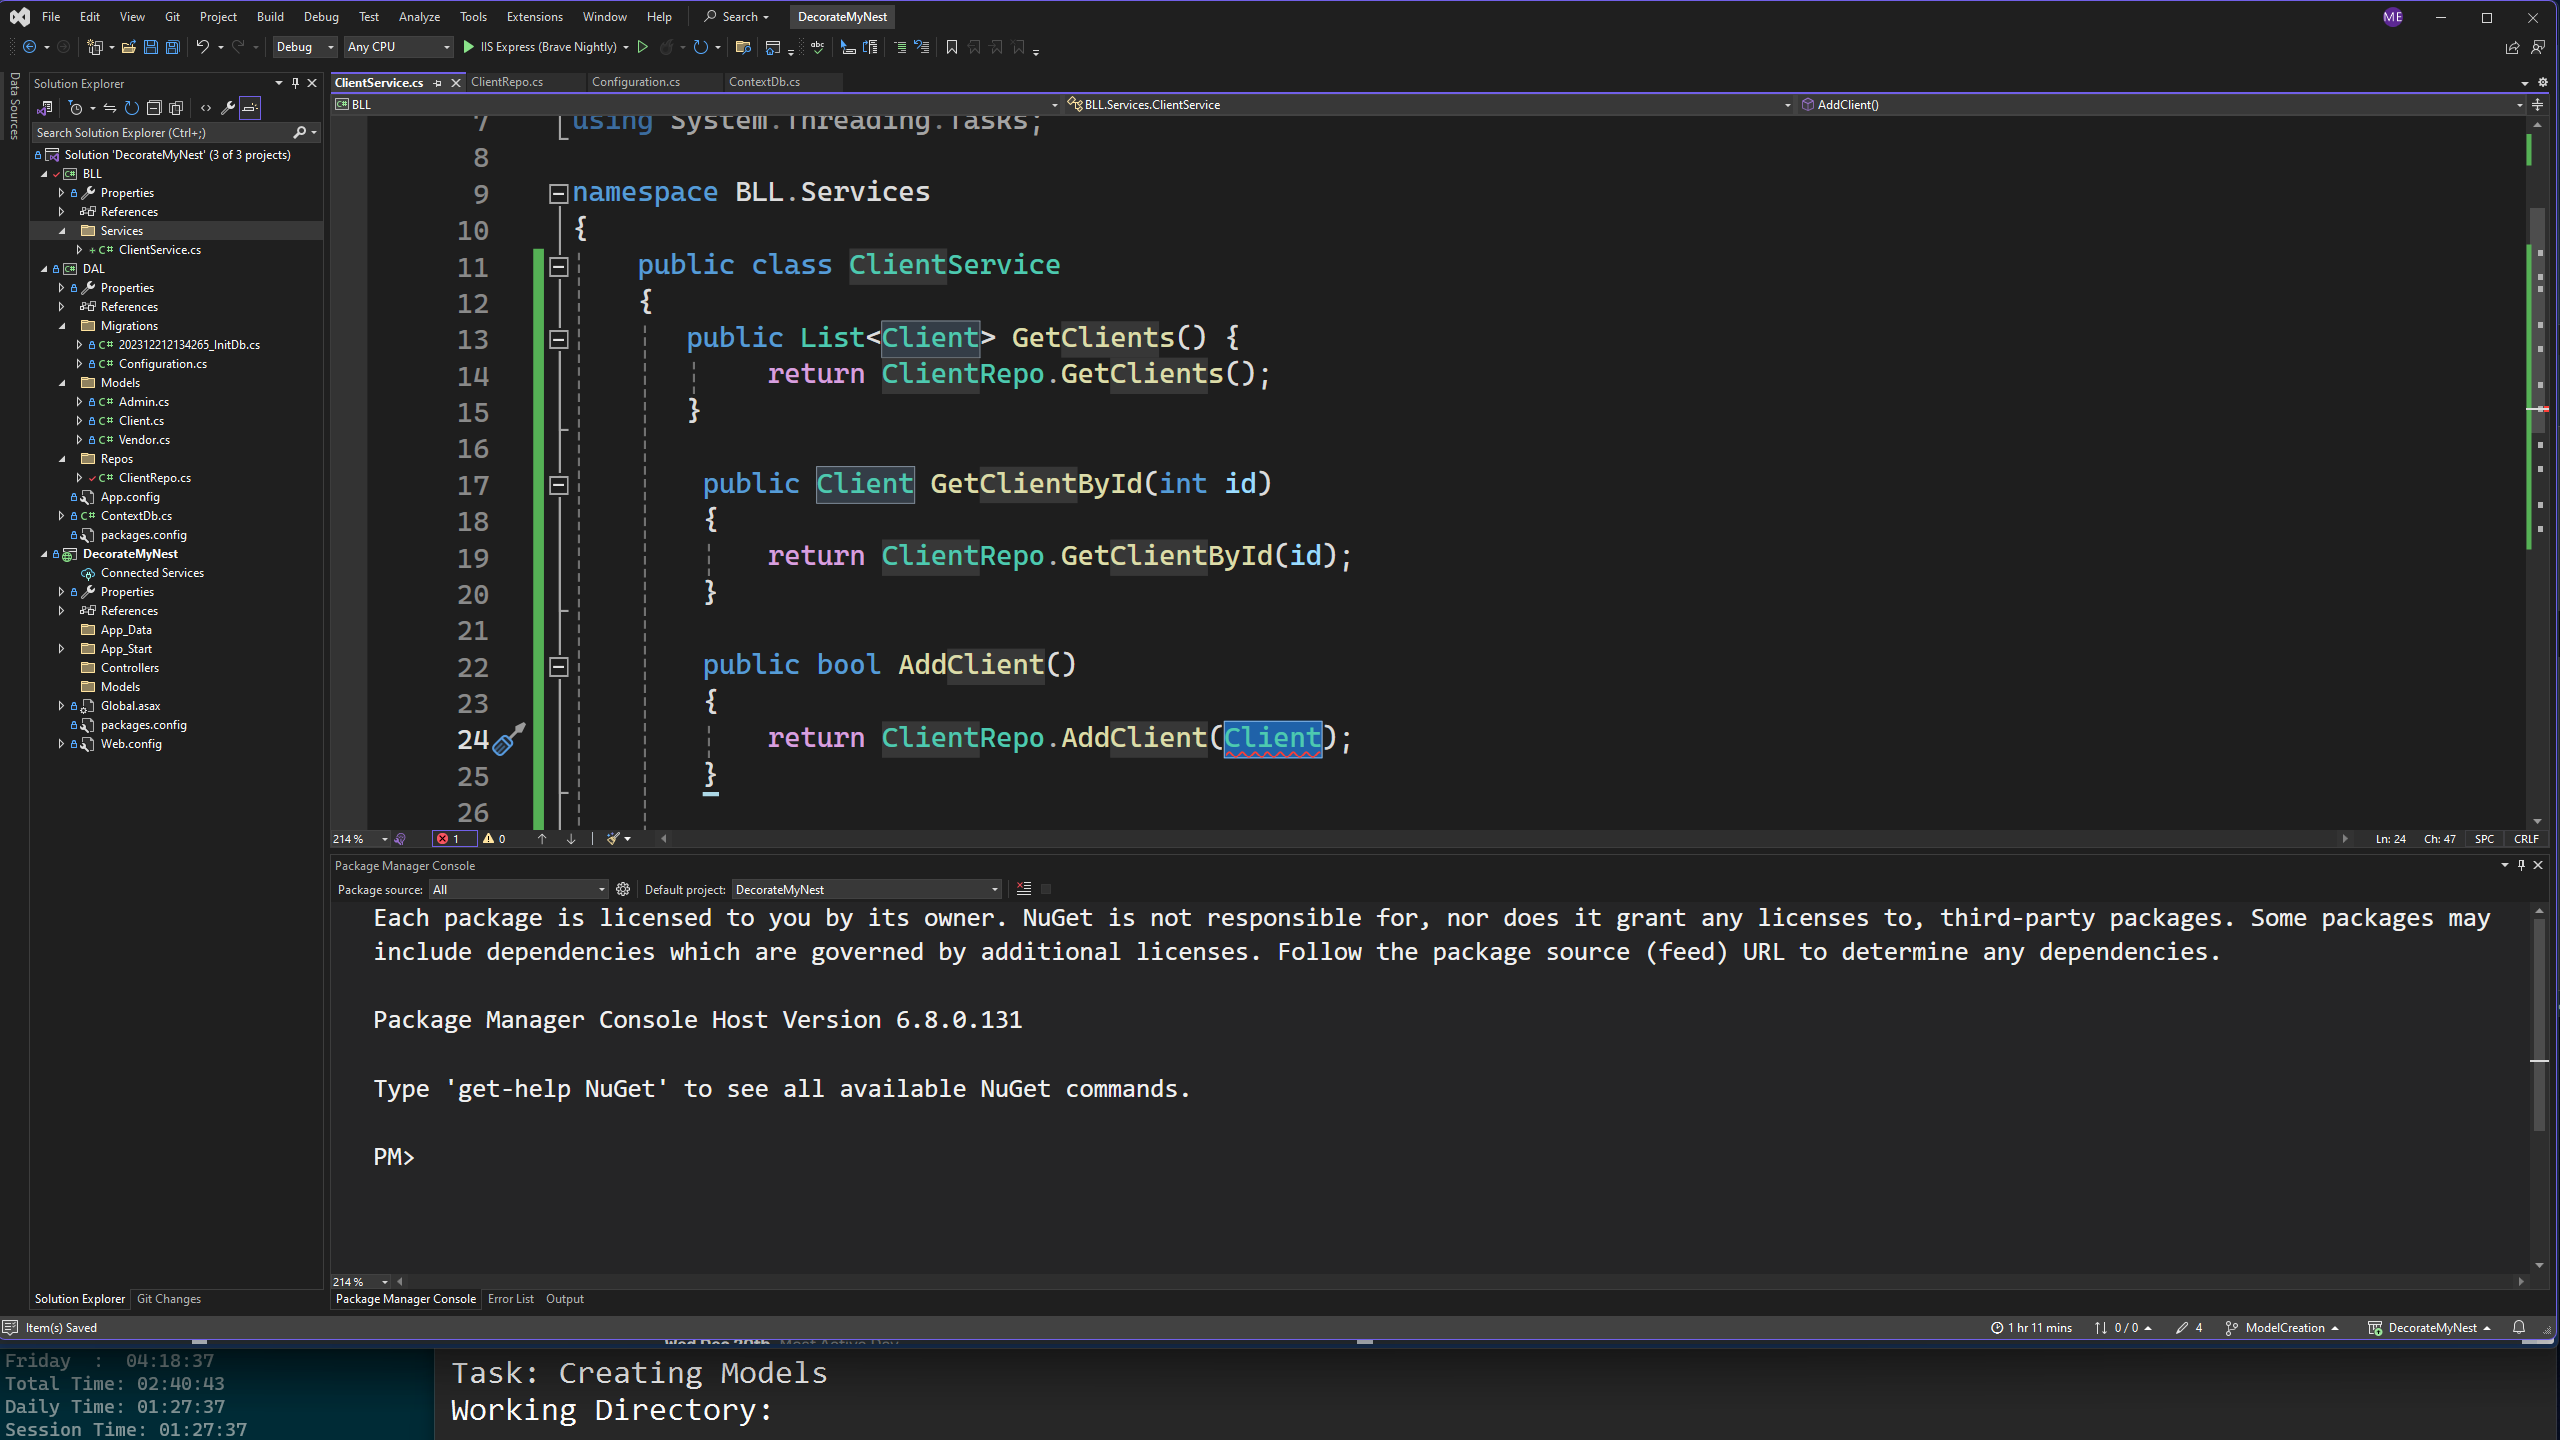 File Edit View Git Project Build Debug Test Analyze Tools Extensions Window Help Search DecorateMyNest ME
Debug Any CPU IIS Express (Brave Nightly)
Data Sources
Solution Explorer
Search Solution Explorer (Ctrl+;)
Solution 'DecorateMyNest' (3 of 3 projects)
BLL
Properties
References
Services
ClientService.cs
DAL
Properties
References
Migrations
202312212134265_InitDb.cs
Configuration.cs
Models
Admin.cs
Client.cs
Vendor.cs
Repos
ClientRepo.cs
App.config
ContextDb.cs
packages.config
DecorateMyNest
Connected Services
Properties
References
App_Data
App_Start
Controllers
Models
Global.asax
packages.config
Web.config
Solution Explorer Git Changes
ClientService.cs ClientRepo.cs Configuration.cs ContextDb.cs
BLL BLL.Services.ClientService AddClient()
7 using System.Threading.Tasks;
8
9 namespace BLL.Services
10 {
11 public class ClientService
12 {
13 public List<Client> GetClients() {
14 return ClientRepo.GetClients();
15 }
16
17 public Client GetClientById(int id)
18 {
19 return ClientRepo.GetClientById(id);
20 }
21
22 public bool AddClient()
23 {
24 return ClientRepo.AddClient(Client);
25 }
26
214 % 1 0 Ln: 24 Ch: 47 SPC CRLF
Package Manager Console
Package source: All Default project: DecorateMyNest
Each package is licensed to you by its owner. NuGet is not responsible for, nor does it grant any licenses to, third-party packages. Some packages may
include dependencies which are governed by additional licenses. Follow the package source (feed) URL to determine any dependencies.
Package Manager Console Host Version 6.8.0.131
Type 'get-help NuGet' to see all available NuGet commands.
PM>
214 %
Package Manager Console Error List Output
Item(s) Saved 1 hr 11 mins 0 / 0 4 ModelCreation DecorateMyNest
Wed Dec 20th Most Active Day
Friday : 04:18:37
Total Time: 02:40:43
Daily Time: 01:27:37
Session Time: 01:27:37
Task: Creating Models
Working Directory: